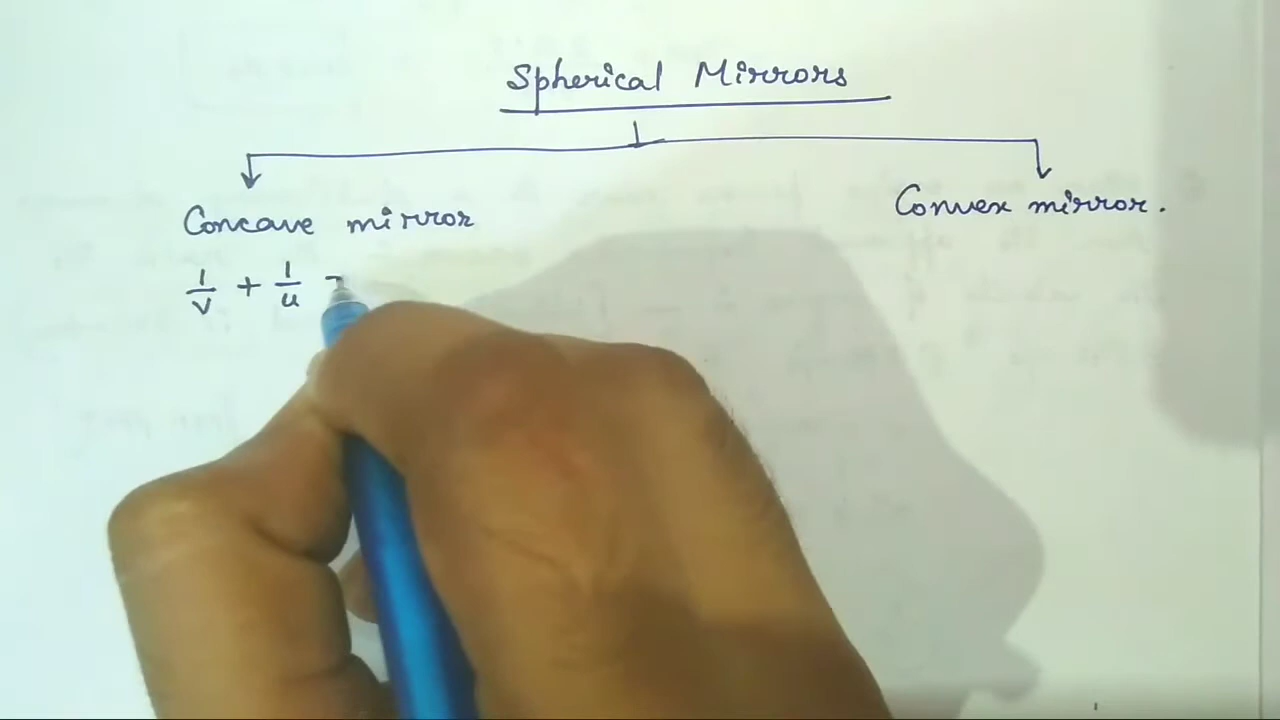 Spherical Mirrors
Concave mirror
Convex mirror.
1/v + 1/u